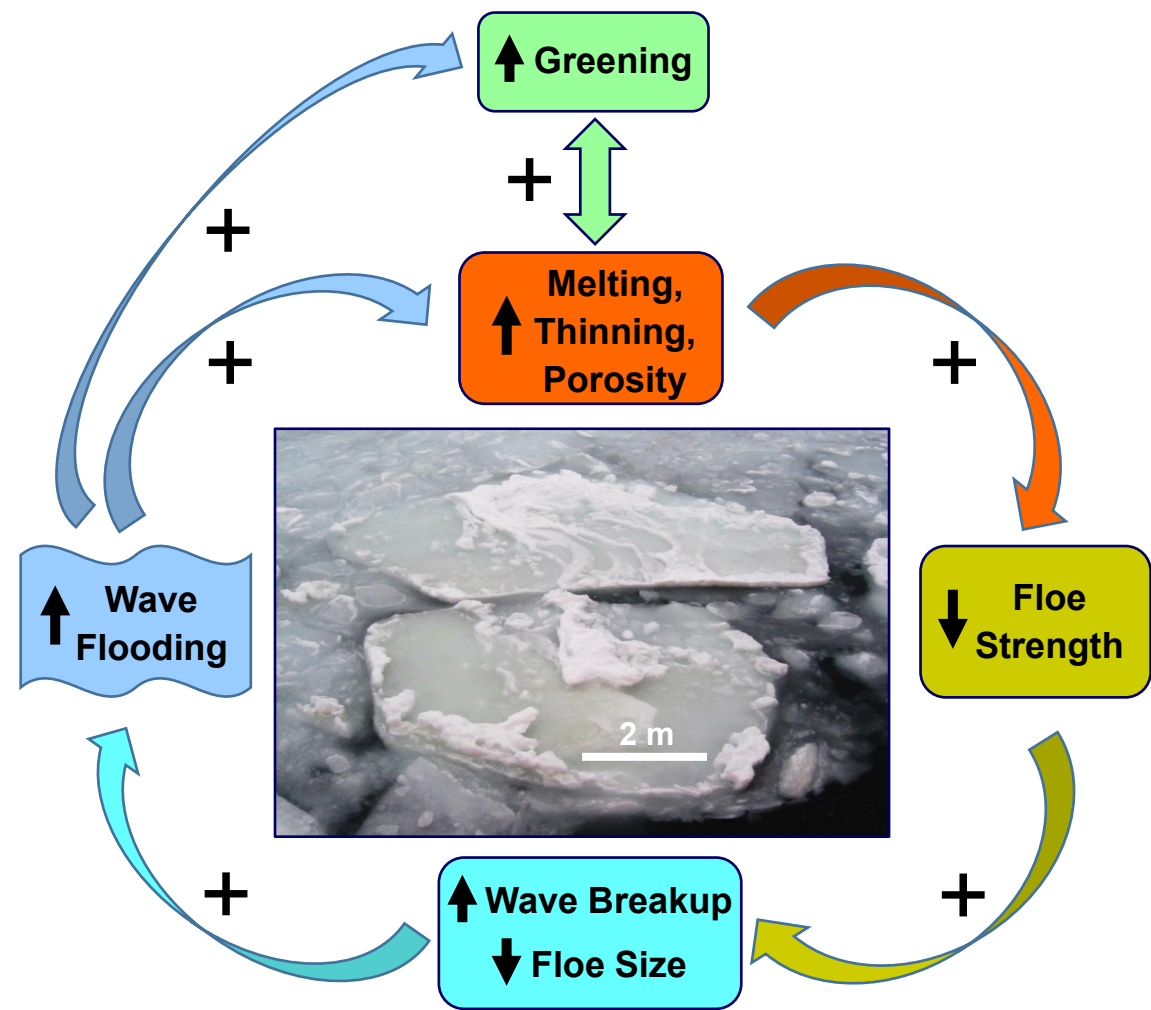 Greening
+
Melting,
Thinning,
Porosity
+
+
+
Wave
Flooding
Floe
Strength
2 m
+
+
Wave Breakup
Floe Size